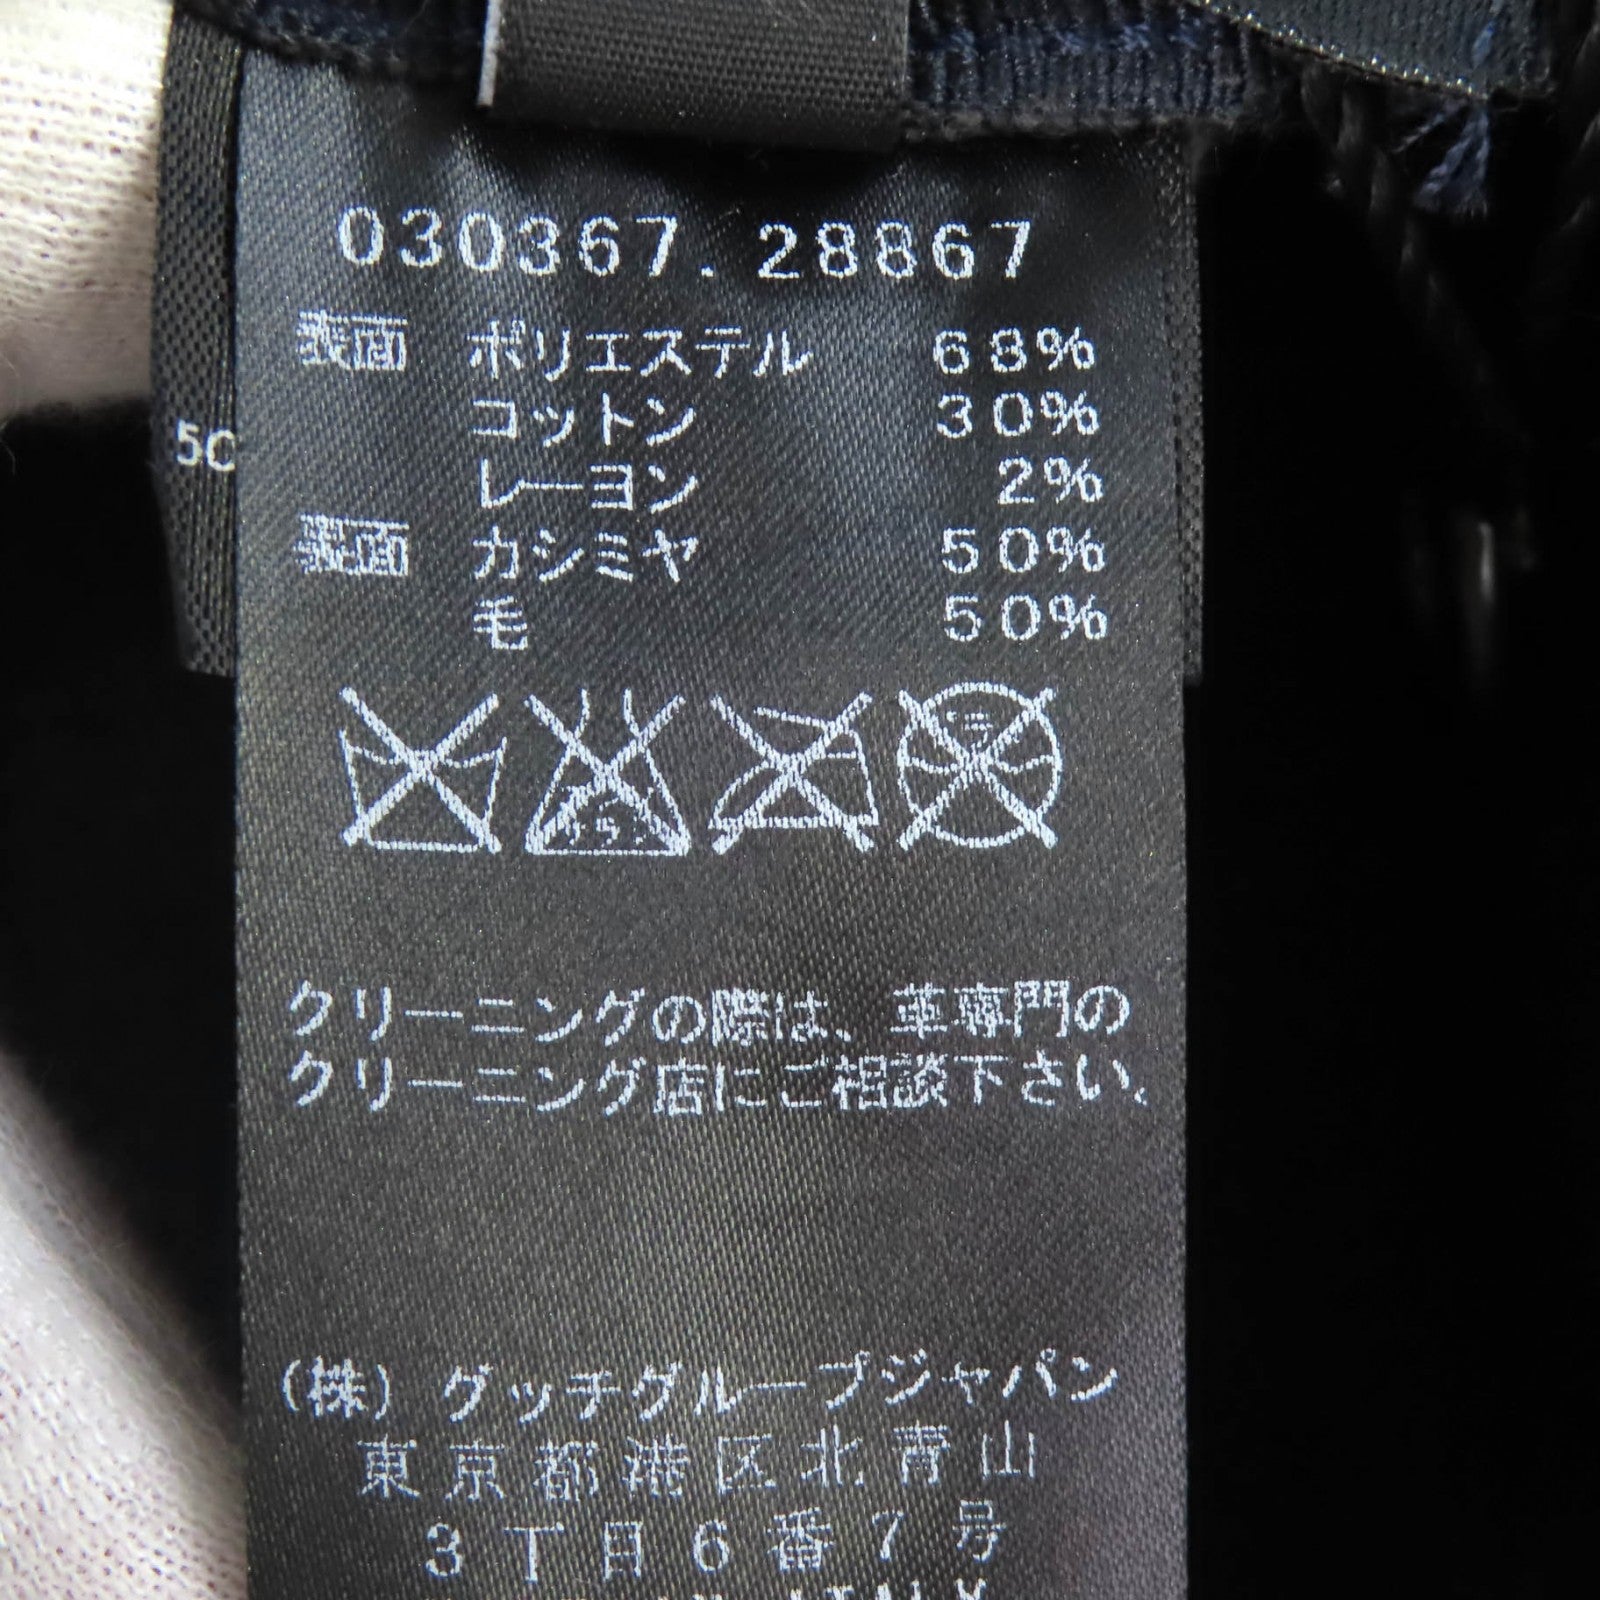 030367.28867
表面 ポリエステル 68%
コットン 30%
レーヨン 2%
裏面 カシミヤ 50%
毛 50%
クリーニングの際は、革専門の
クリーニング店にご相談下さい。
(株) グッチグループジャパン
東京都港区北青山
3丁目6番7号